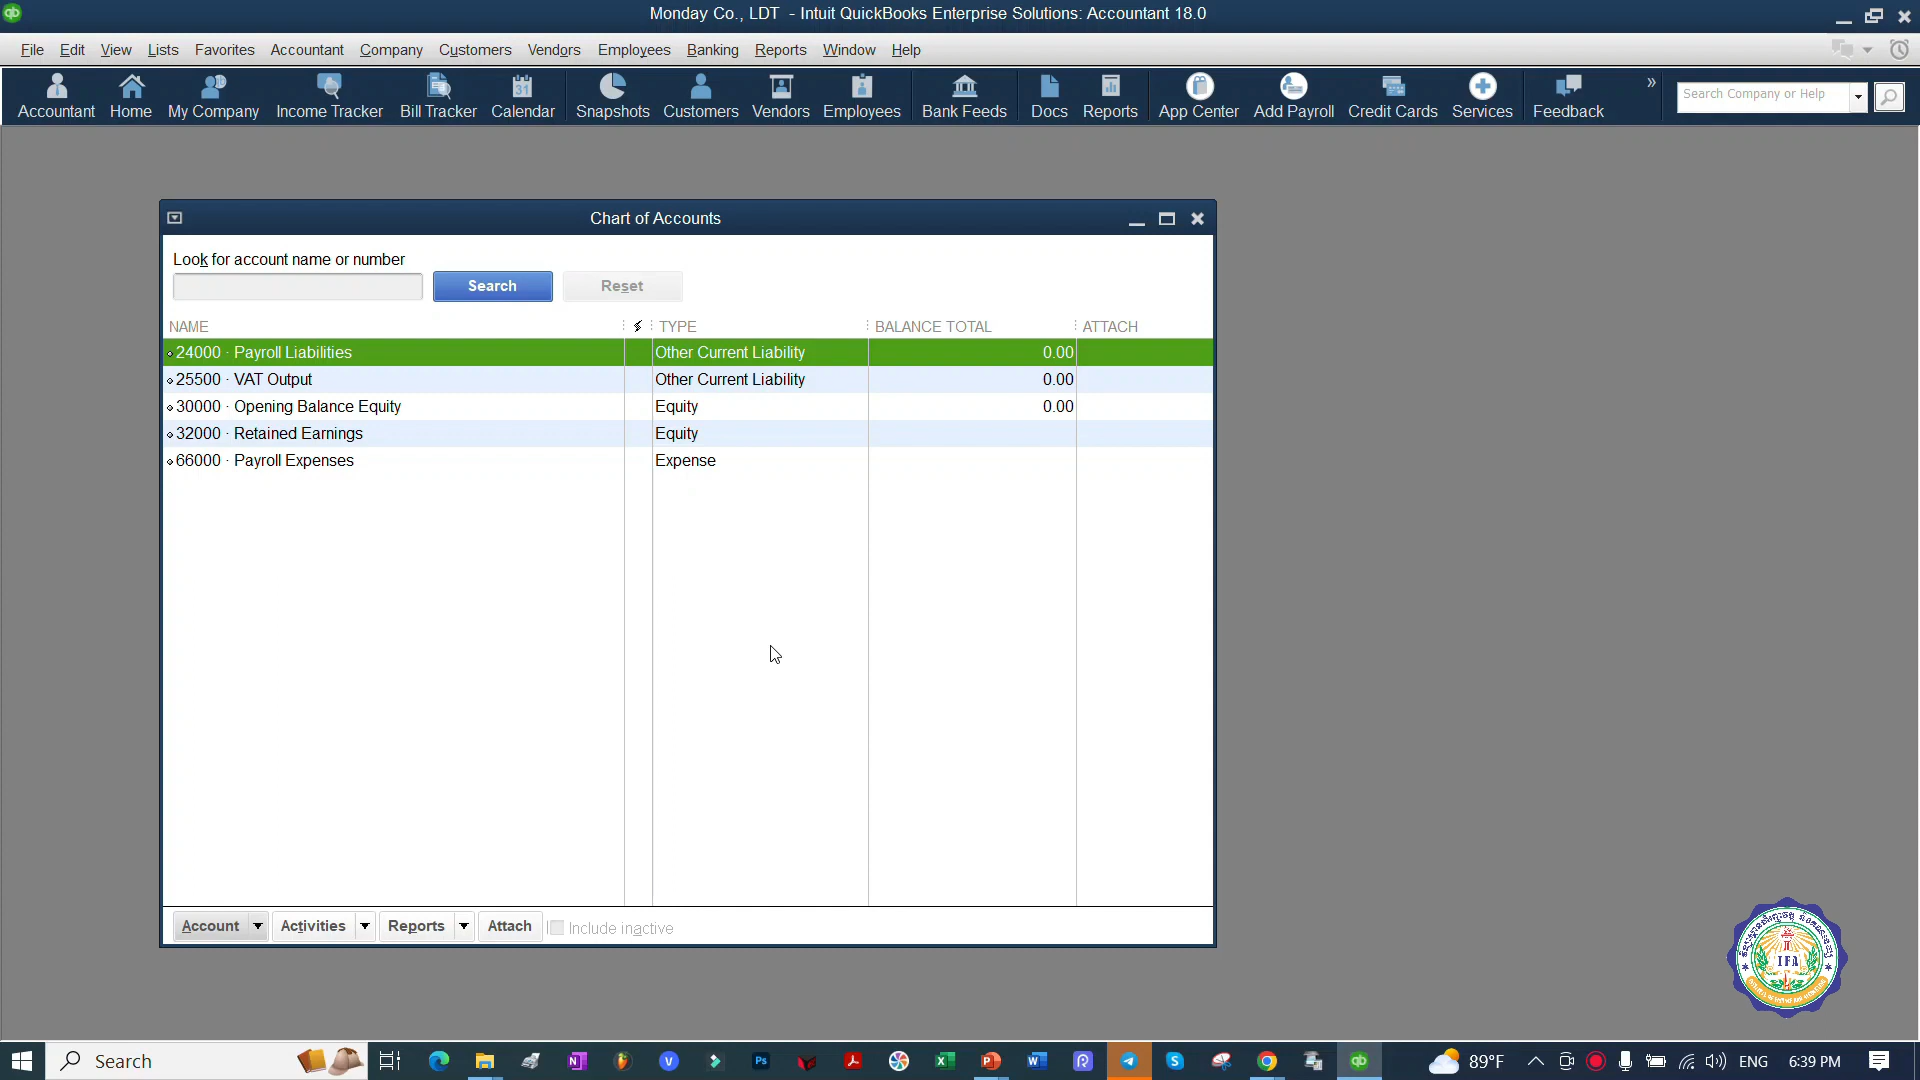 Monday Co., LDT - Intuit QuickBooks Enterprise Solutions: Accountant 18.0
File Edit View Lists Favorites Accountant Company Customers Vendors Employees Banking Reports Window Help
Accountant Home My Company Income Tracker Bill Tracker Calendar Snapshots Customers Vendors Employees Bank Feeds Docs Reports App Center Add Payroll Credit Cards Services Feedback
Search Company or Help
Chart of Accounts
Look for account name or number
Search Reset
NAME TYPE BALANCE TOTAL ATTACH
24000 · Payroll Liabilities Other Current Liability 0.00
25500 · VAT Output Other Current Liability 0.00
30000 · Opening Balance Equity Equity 0.00
32000 · Retained Earnings Equity
66000 · Payroll Expenses Expense
Account Activities Reports Attach Include inactive
IFA
Search 89°F ENG 6:39 PM